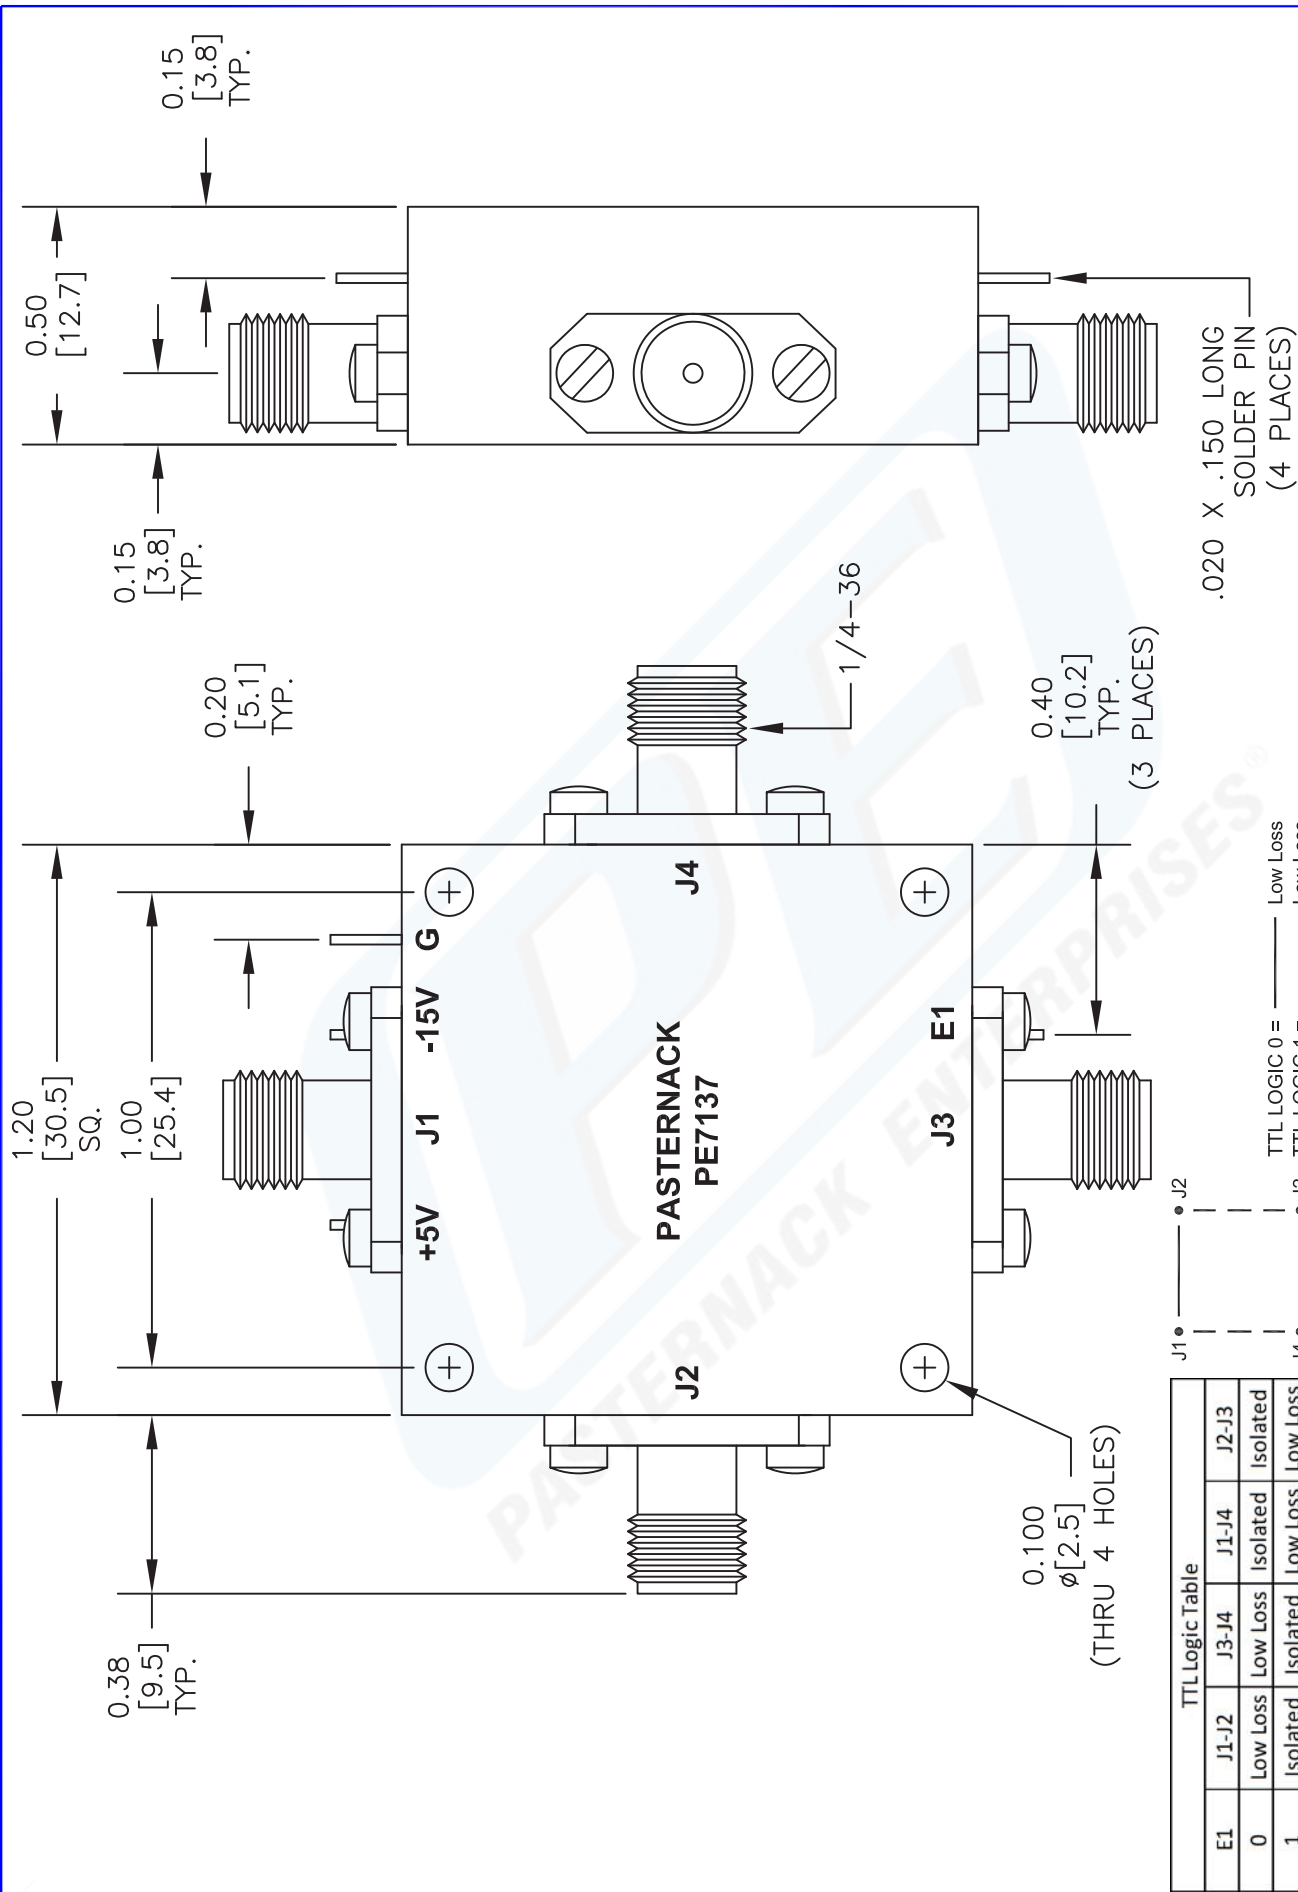 1.20
[30.5]
SQ.
1.00
[25.4]
0.38
[9.5]
TYP.
0.20
[5.1]
TYP.
0.50
[12.7]
0.15
[3.8]
TYP.
0.15
[3.8]
TYP.
+5V J1 -15V G
J2
PASTERNACK
PE7137
J4
J3 E1
1/4-36
0.100
ø[2.5]
(THRU 4 HOLES)
0.40
[10.2]
TYP.
(3 PLACES)
.020 X .150 LONG
SOLDER PIN
(4 PLACES)
PE
PASTERNACK ENTERPRISES®
TTL Logic Table
E1 J1-J2 J3-J4 J1-J4 J2-J3
0 Low Loss Low Loss Isolated Isolated
1 Isolated Isolated Low Loss Low Loss
J1 J2
TTL LOGIC 0 = Low Loss